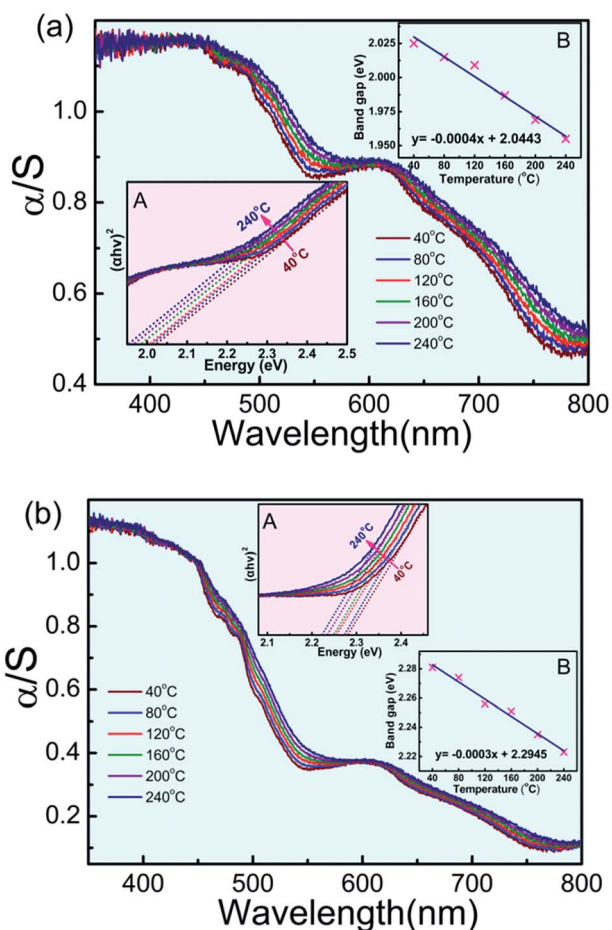 (a)
α/S
1.0
0.8
0.6
0.4
400 500 600 700 800
Wavelength(nm)
B
Band gap (eV)
2.025
2.000
1.975
1.950
y= -0.0004x + 2.0443
40 80 120 160 200 240
Temperature (°C)
A
(αhν)²
240°C
40°C
2.0 2.1 2.2 2.3 2.4 2.5
Energy (eV)
40°C
80°C
120°C
160°C
200°C
240°C
(b)
α/S
1.0
0.8
0.6
0.4
0.2
400 500 600 700 800
Wavelength(nm)
A
(αhν)²
240°C
40°C
2.1 2.2 2.3 2.4
Energy (eV)
B
Band gap (eV)
2.28
2.26
2.24
2.22
y= -0.0003x + 2.2945
40 80 120 160 200 240
Temperature (°C)
40°C
80°C
120°C
160°C
200°C
240°C